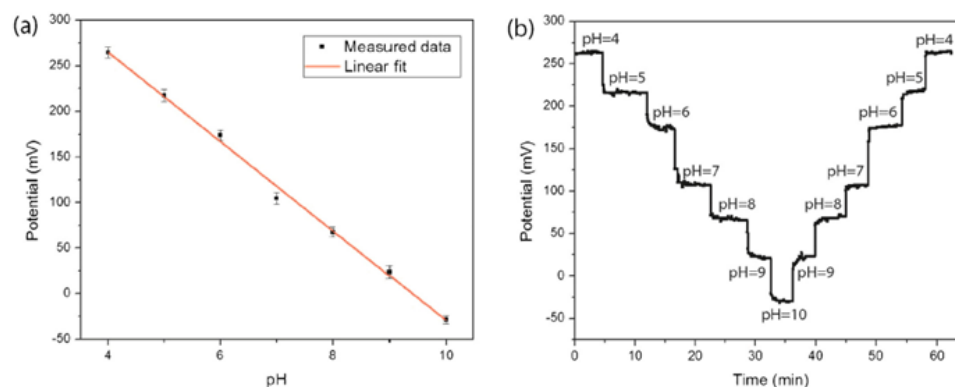 (a)
300
250
200
150
100
50
0
-50
Potential (mV)
4
6
8
10
pH
Measured data
Linear fit
(b)
300
250
200
150
100
50
0
-50
Potential (mV)
pH=4
pH=5
pH=6
pH=7
pH=8
pH=9
pH=10
pH=9
pH=8
pH=7
pH=6
pH=5
pH=4
0 10 20 30 40 50 60
Time (min)